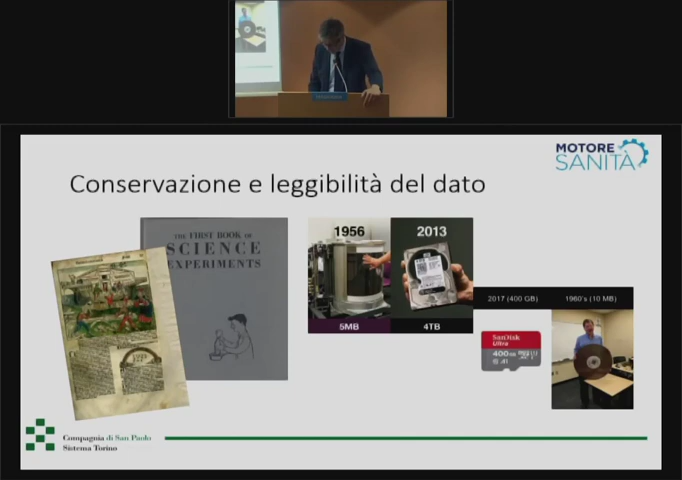 MOTORE
SANITÀ
Conservazione e leggibilità del dato
THE FIRST BOOK OF
SCIENCE
EXPERIMENTS
1956
2013
5MB
4TB
2017 (400 GB)
1960's (10 MB)
SanDisk
Ultra
400GB
A1
Compagnia di San Paolo
Sistema Torino